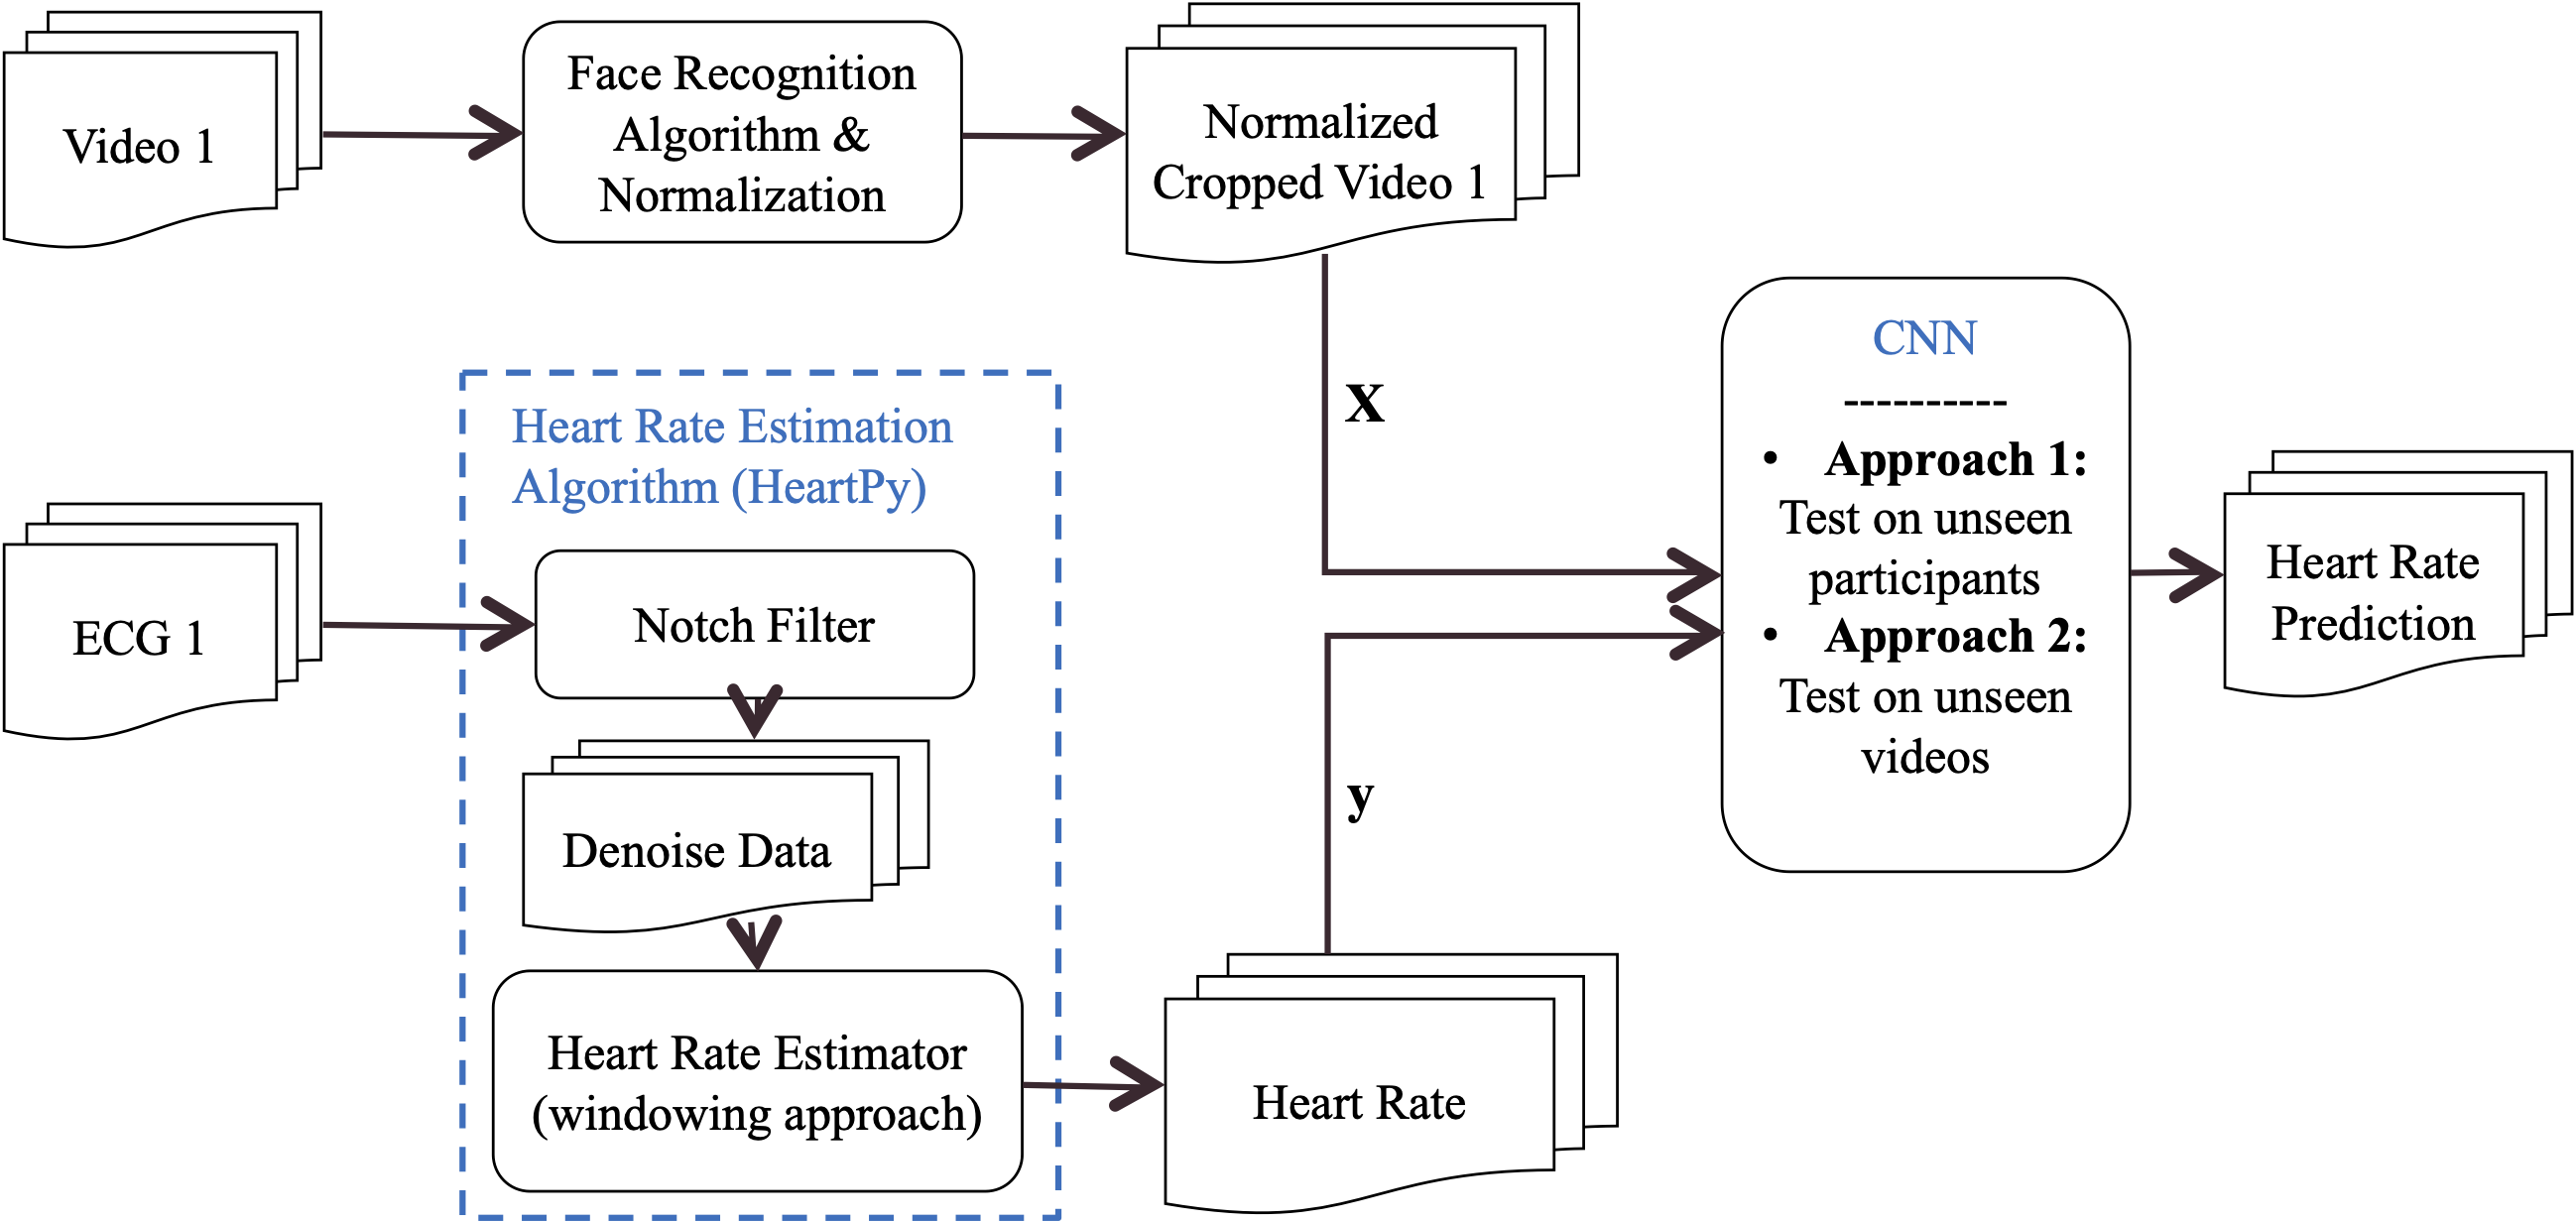 Video 1
Face Recognition
Algorithm &
Normalization
Normalized
Cropped Video 1
X
Heart Rate Estimation
Algorithm (HeartPy)
ECG 1
Notch Filter
Denoise Data
Heart Rate Estimator
(windowing approach)
Heart Rate
y
CNN
----------
• Approach 1:
Test on unseen
participants
• Approach 2:
Test on unseen
videos
Heart Rate
Prediction